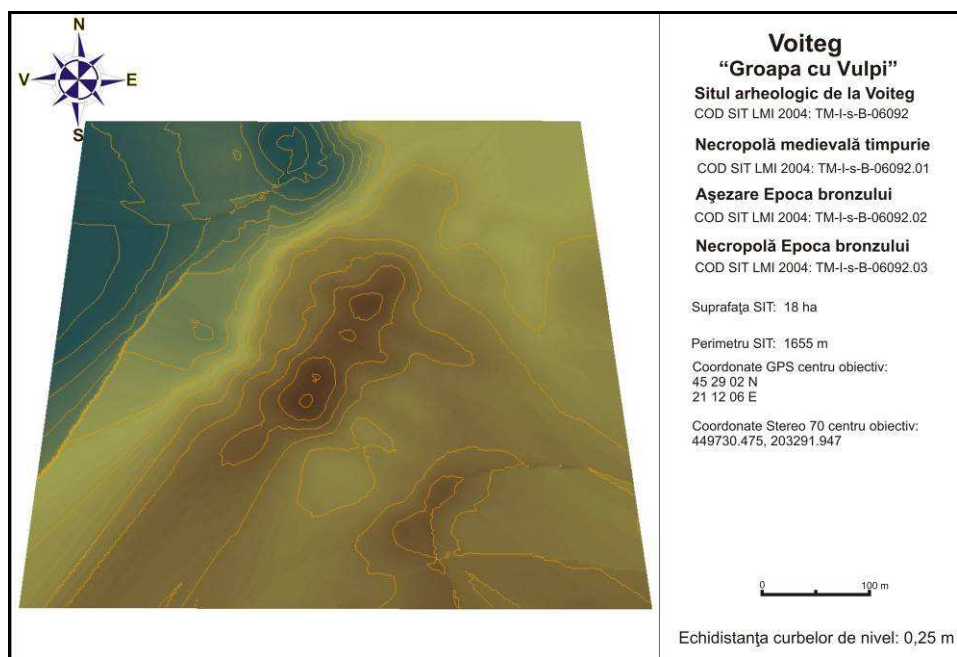 N
V
E
S
Voiteg
“Groapa cu Vulpi”
Situl arheologic de la Voiteg
COD SIT LMI 2004: TM-I-s-B-06092
Necropolă medievală timpurie
COD SIT LMI 2004: TM-I-s-B-06092.01
Aşezare Epoca bronzului
COD SIT LMI 2004: TM-I-s-B-06092.02
Necropolă Epoca bronzului
COD SIT LMI 2004: TM-I-s-B-06092.03
Suprafaţa SIT: 18 ha
Perimetru SIT: 1655 m
Coordonate GPS centru obiectiv:
45 29 02 N
21 12 06 E
Coordonate Stereo 70 centru obiectiv:
449730.475, 203291.947
0 100 m
Echidistanţa curbelor de nivel: 0,25 m